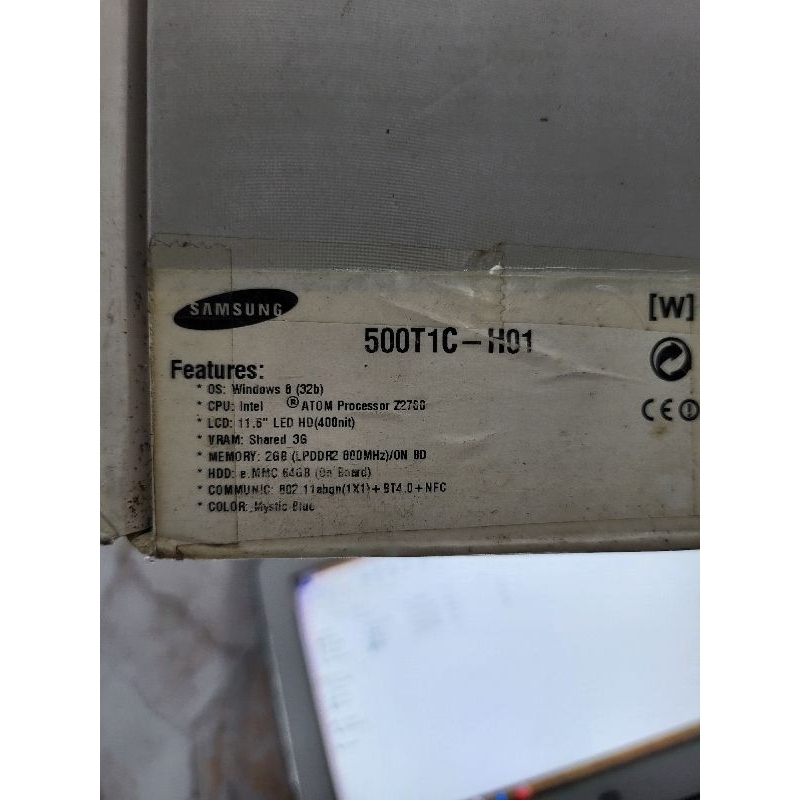 SAMSUNG
[W]
500T1C-H01
CE
Features:
* OS: Windows 8 (32b)
* CPU: Intel ® ATOM Processor Z2760
* LCD: 11.6" LED HD(400nit)
* VRAM: Shared_3G
* MEMORY: 2GB (LPDDR2 800MHz)/ON BD
* HDD: e.MMC 64GB (On Board)
* COMMUNIC: 802.11abgn(1X1)+BT4.0+NFC
* COLOR: Mystic Blue